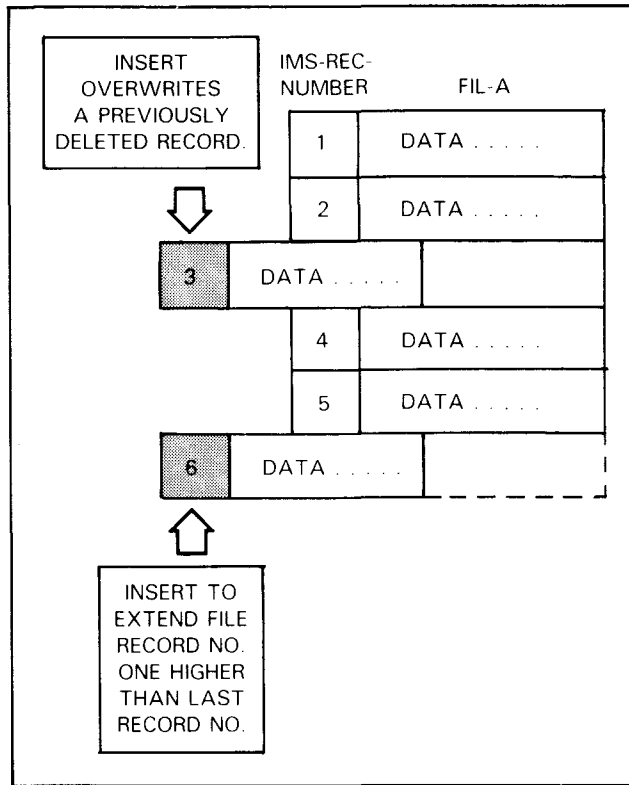 INSERT
OVERWRITES
A PREVIOUSLY
DELETED RECORD.
IMS-REC-
NUMBER
FIL-A
1 DATA . . . . .
2 DATA . . . . .
3 DATA . . . . .
4 DATA . . . . .
5 DATA . . . . .
6 DATA . . . . .
INSERT TO
EXTEND FILE
RECORD NO.
ONE HIGHER
THAN LAST
RECORD NO.